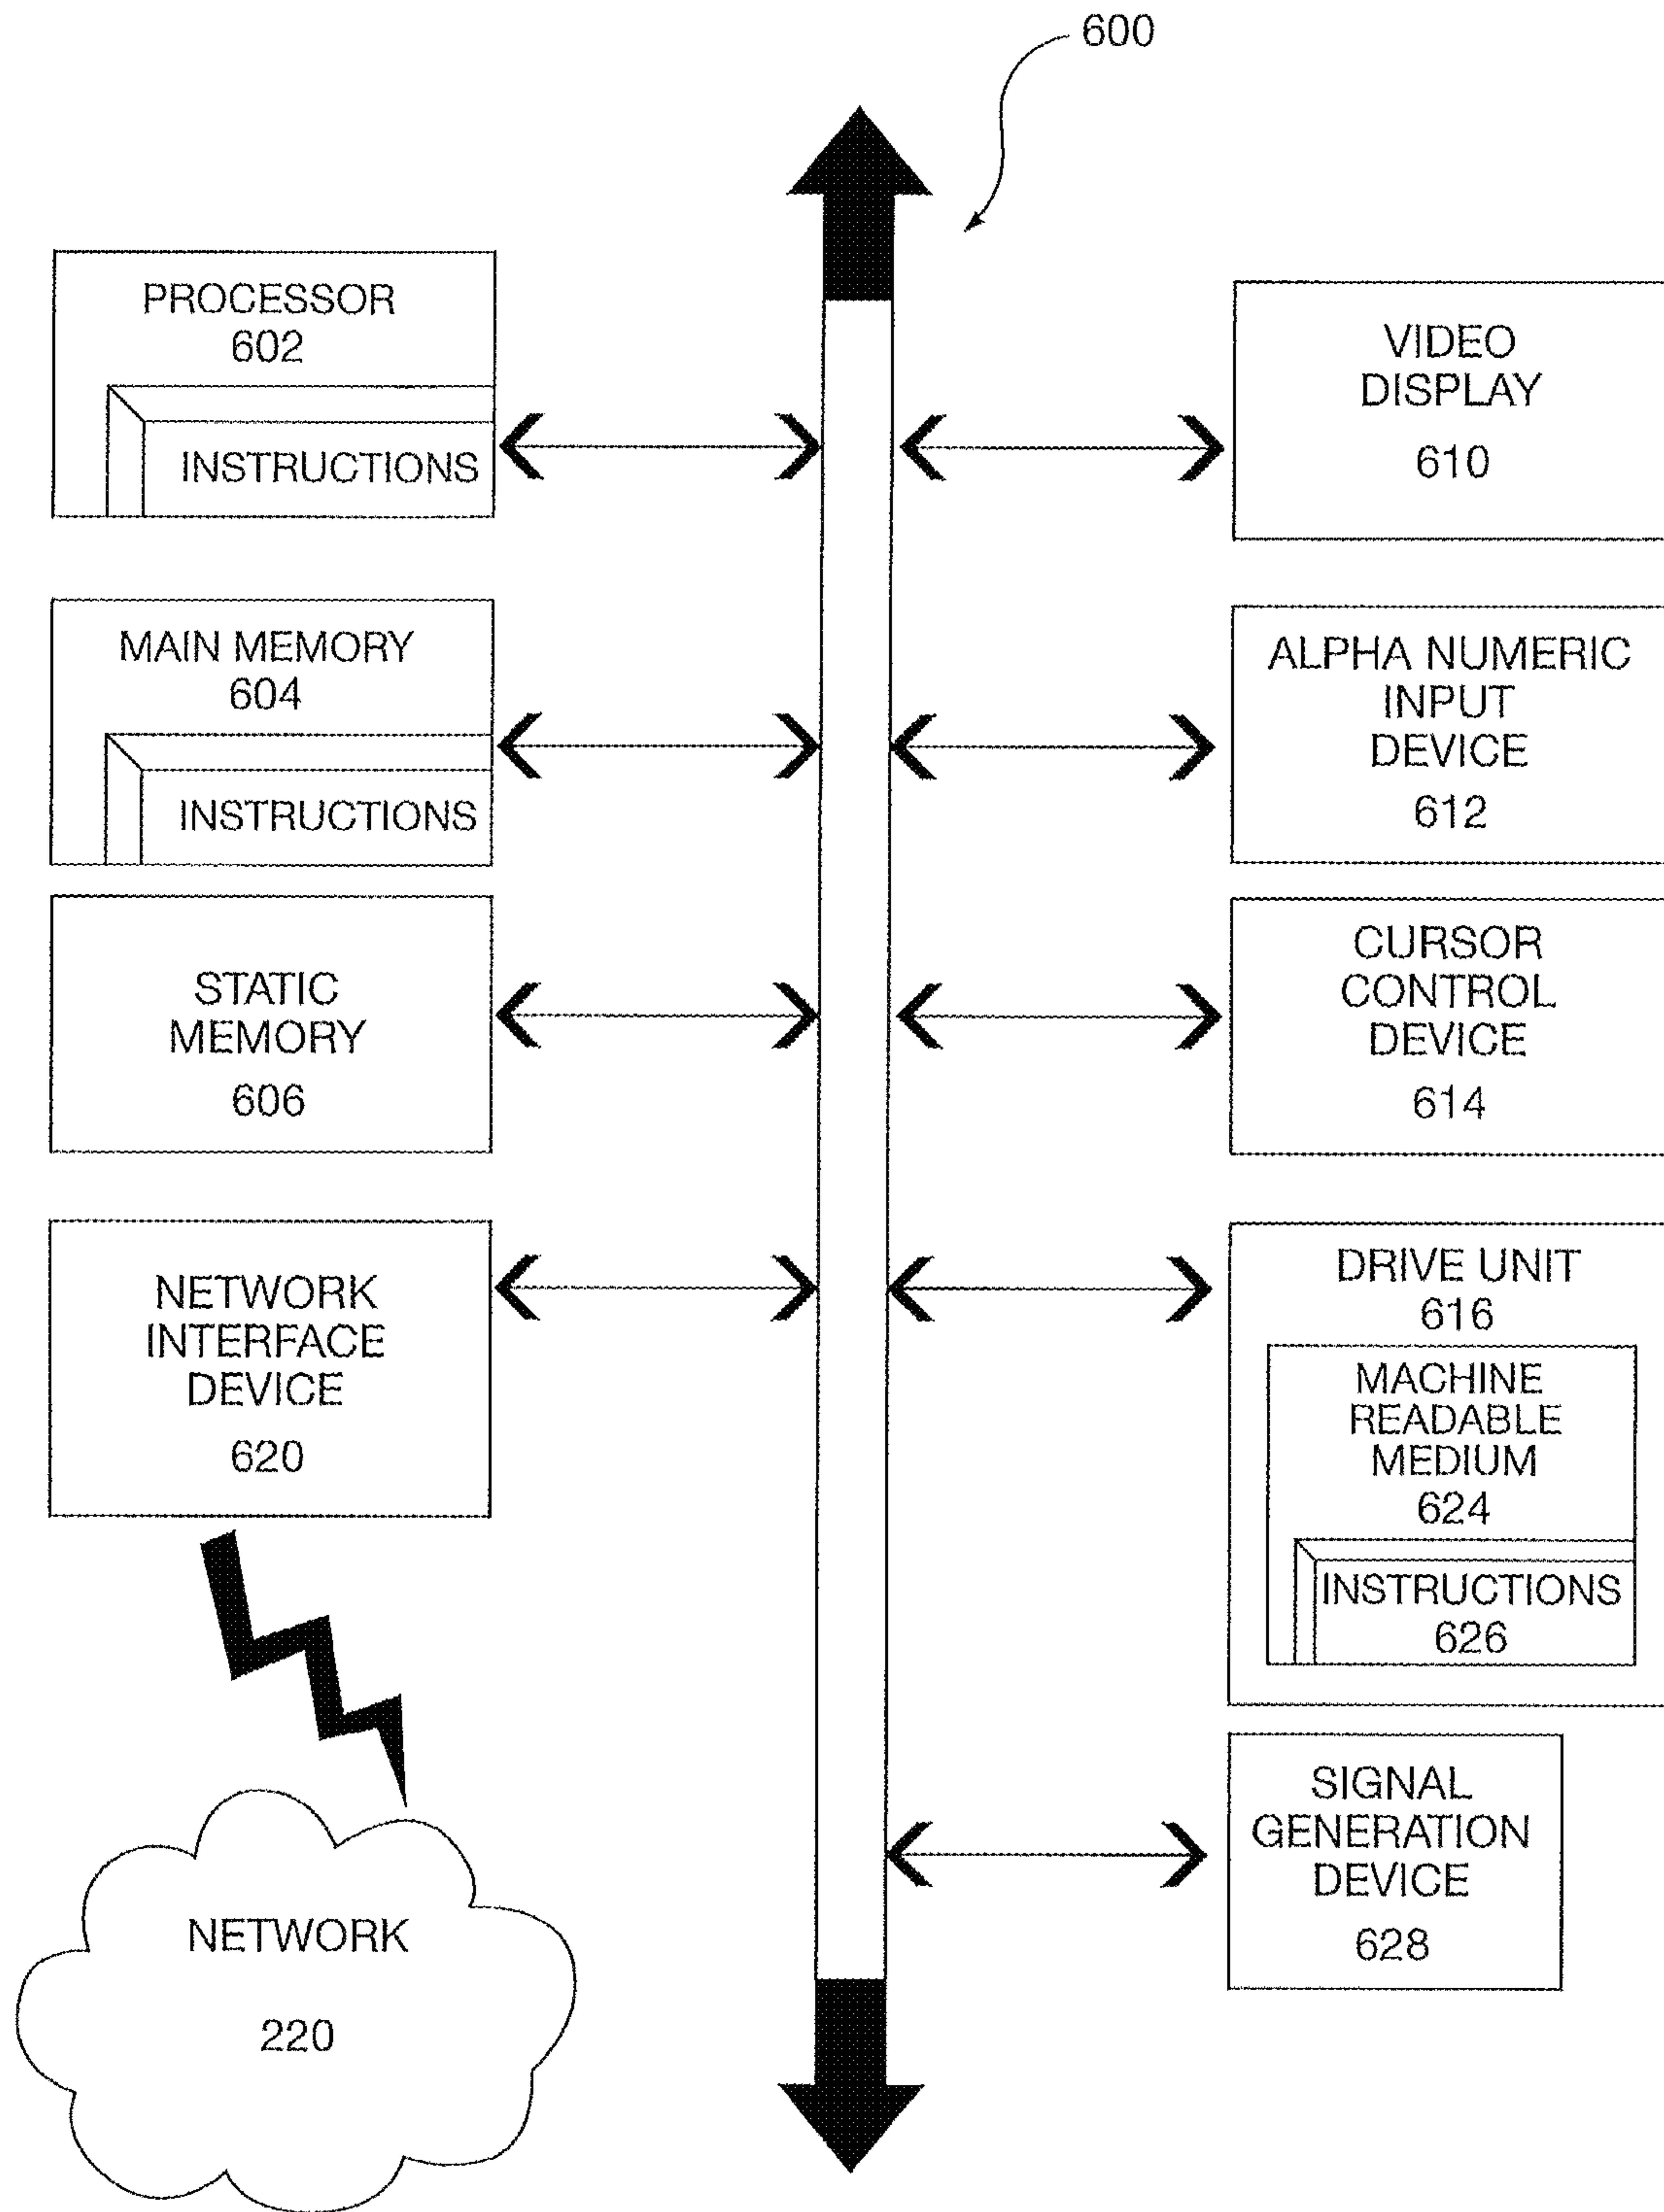 600
PROCESSOR
602
INSTRUCTIONS
MAIN MEMORY
604
INSTRUCTIONS
STATIC
MEMORY
606
NETWORK
INTERFACE
DEVICE
620
NETWORK
220
VIDEO
DISPLAY
610
ALPHA NUMERIC
INPUT
DEVICE
612
CURSOR
CONTROL
DEVICE
614
DRIVE UNIT
616
MACHINE
READABLE
MEDIUM
624
INSTRUCTIONS
626
SIGNAL
GENERATION
DEVICE
628